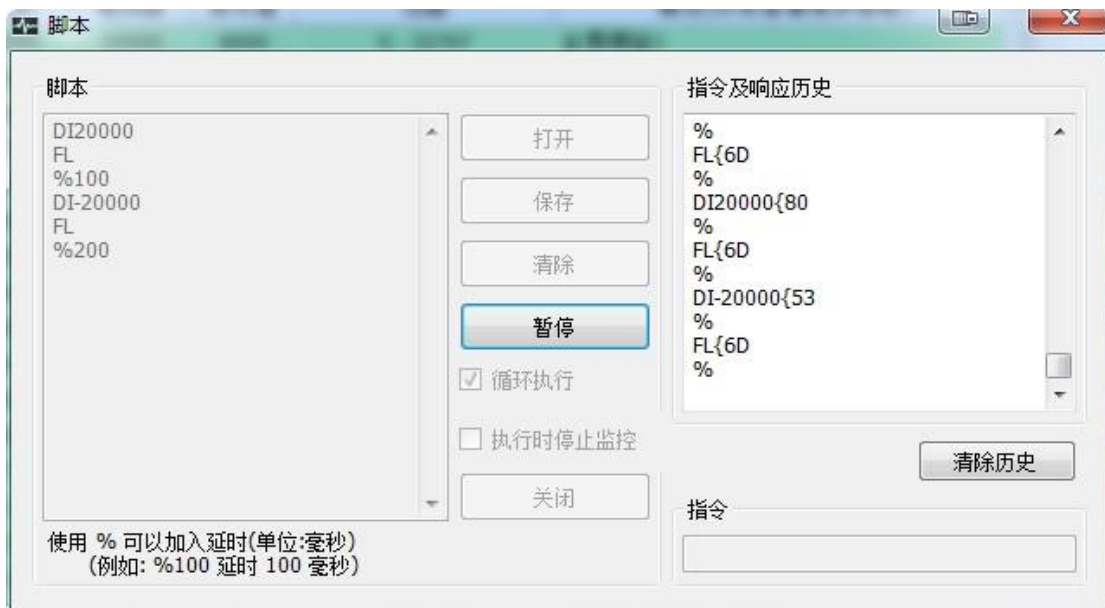 脚本
脚本
DI20000
FL
%100
DI-20000
FL
%200
打开
保存
清除
暂停
循环执行
执行时停止监控
关闭
使用 % 可以加入延时(单位:毫秒)
(例如: %100 延时 100 毫秒)
指令及响应历史
%
FL{6D
%
DI20000{80
%
FL{6D
%
DI-20000{53
%
FL{6D
%
清除历史
指令